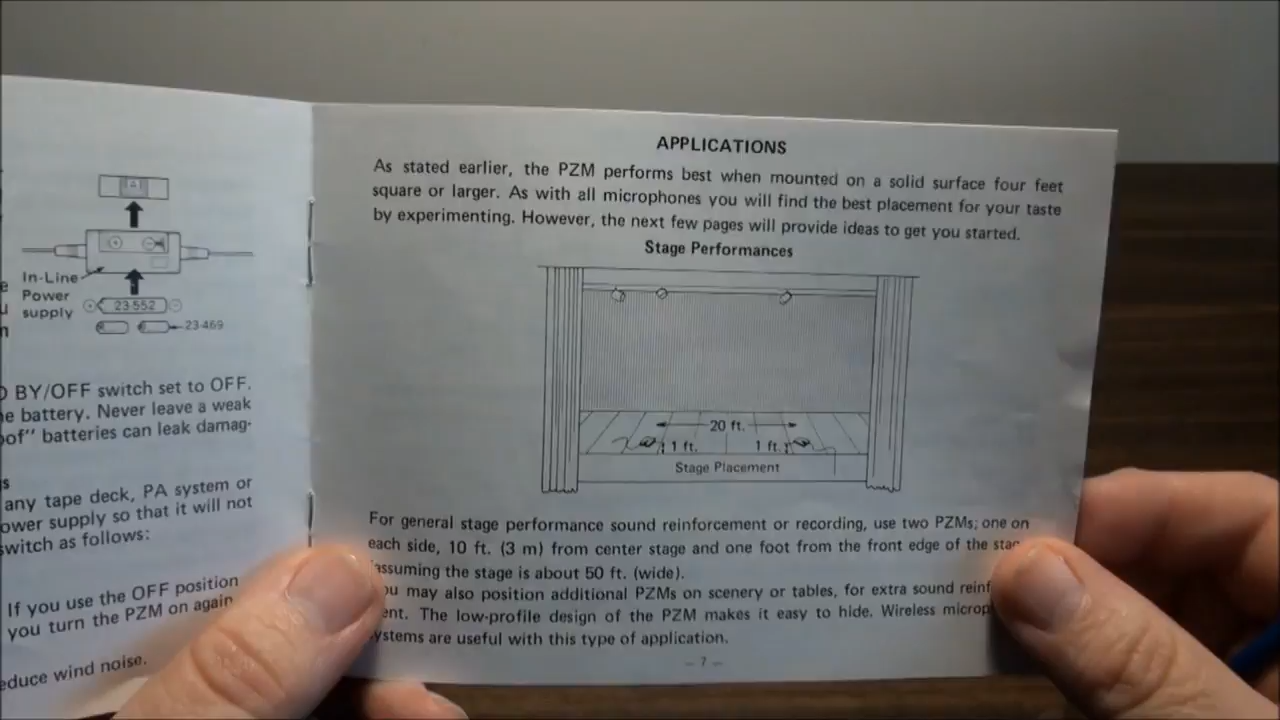 In-Line
Power
supply
23-552
23-469
BY/OFF switch set to OFF.
battery. Never leave a weak
batteries can leak damag-
any tape deck, PA system or
power supply so that it will not
switch as follows:
If you use the OFF position
you turn the PZM on again
reduce wind noise.
APPLICATIONS
As stated earlier, the PZM performs best when mounted on a solid surface four feet
square or larger. As with all microphones you will find the best placement for your taste
by experimenting. However, the next few pages will provide ideas to get you started.
Stage Performances
20 ft.
1 ft. 1 ft.
Stage Placement
For general stage performance sound reinforcement or recording, use two PZMs; one on
each side, 10 ft. (3 m) from center stage and one foot from the front edge of the
assuming the stage is about 50 ft. (wide).
may also position additional PZMs on scenery or tables, for extra sound
The low-profile design of the PZM makes it easy to hide. Wireless
systems are useful with this type of application.
– 7 –